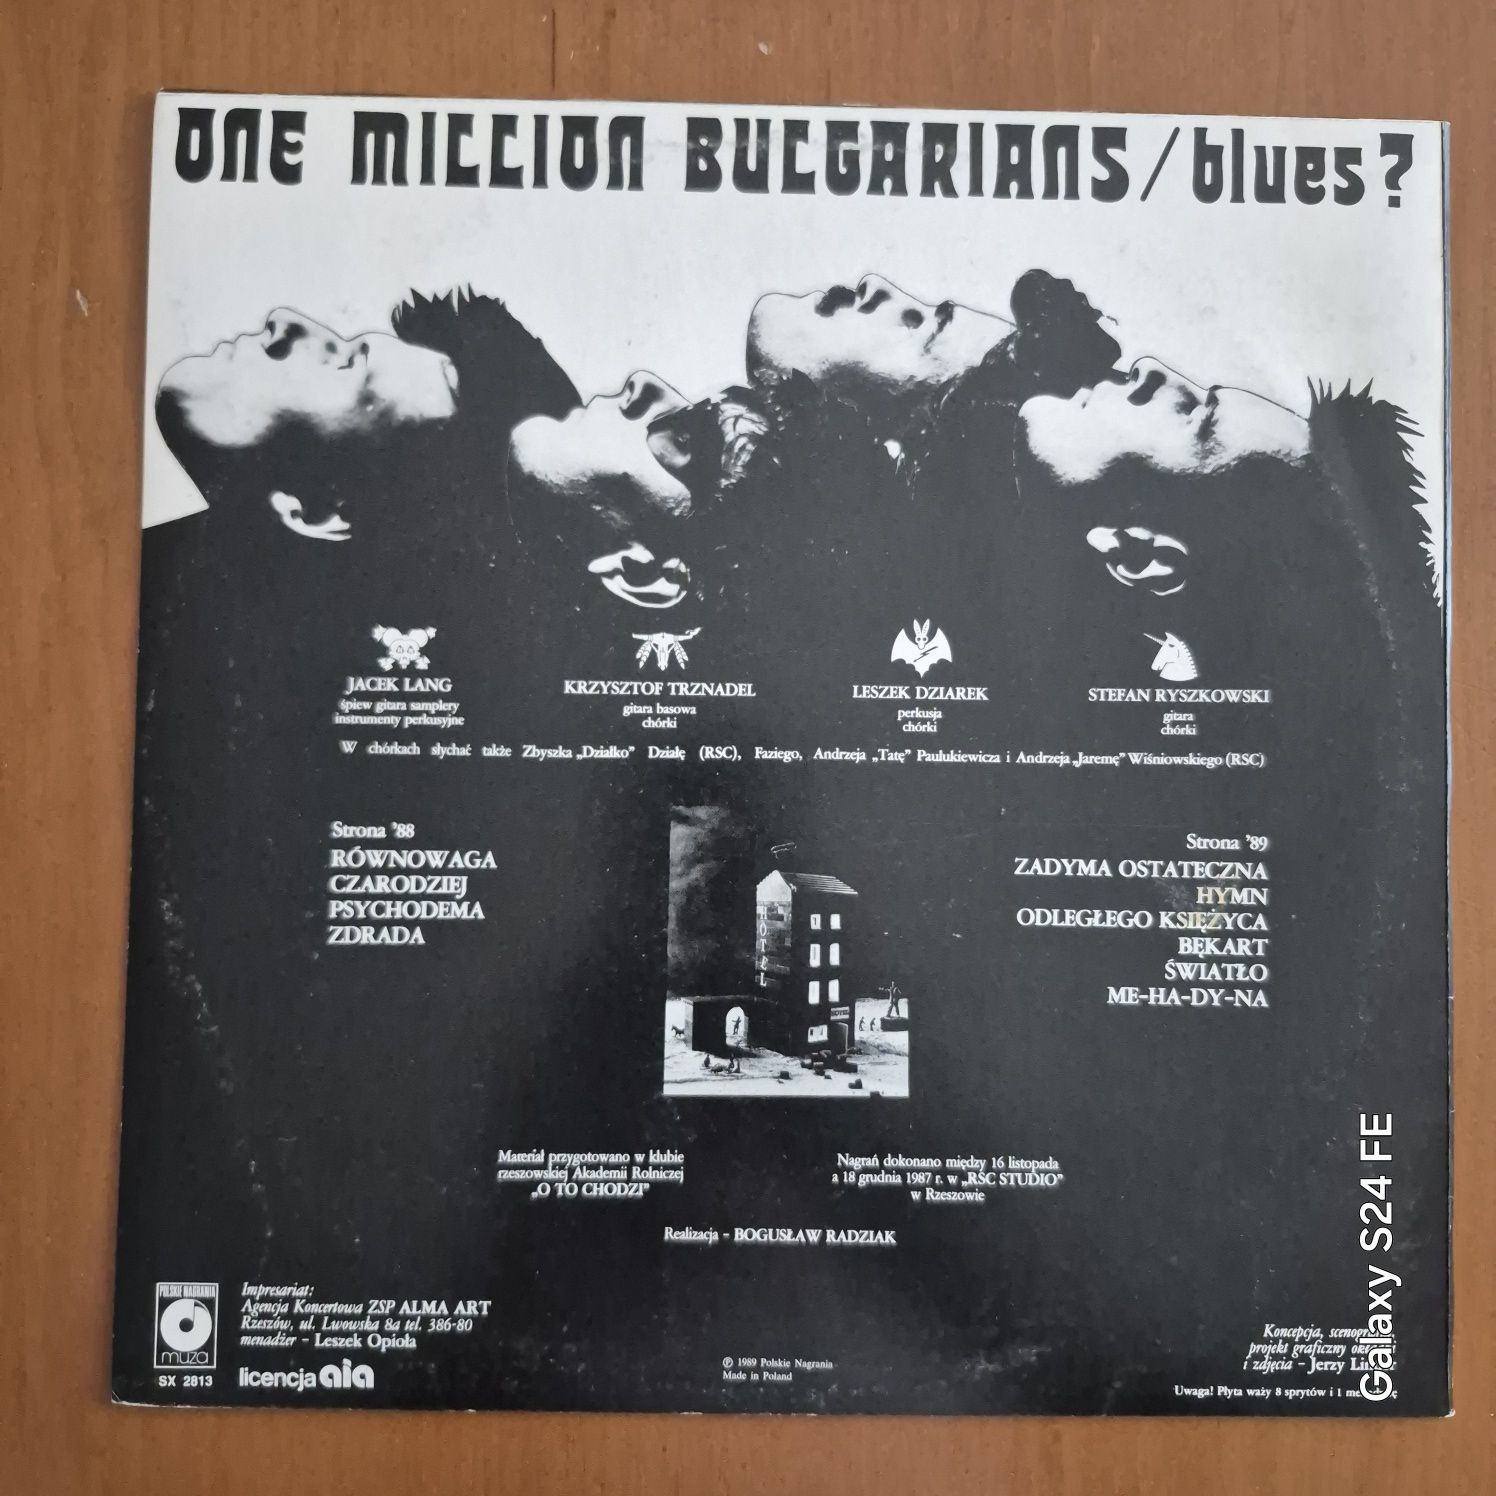 ONE MILLION BULGARIANS / blues?
JACEK LANG
śpiew gitara samplery
instrumenty perkusyjne
KRZYSZTOF TRZNADEL
gitara basowa
chórki
LESZEK DZIAREK
perkusja
chórki
STEFAN RYSZKOWSKI
gitara
chórki
W chórkach słychać także Zbyszka „Działko” Działę (RSC), Faziego, Andrzeja „Tatę” Paulukiewicza i Andrzeja „Jaremę” Wiśniowskiego (RSC)
Strona '88
RÓWNOWAGA
CZARODZIEJ
PSYCHODEMA
ZDRADA
HOTEL
HOTEL
Strona '89
ZADYMA OSTATECZNA
HYMN
ODLEGŁEGO KSIĘŻYCA
BĘKART
ŚWIATŁO
ME-HA-DY-NA
Materiał przygotowano w klubie
rzeszowskiej Akademii Rolniczej
„O TO CHODZI”
Nagrań dokonano między 16 listopada
a 18 grudnia 1987 r. w „RSC STUDIO”
w Rzeszowie
Realizacja - BOGUSŁAW RADZIAK
POLSKIE NAGRANIA
muza
SX 2813
Impresariat:
Agencja Koncertowa ZSP ALMA ART
Rzeszów, ul. Lwowska 8a tel. 386-80
menadżer - Leszek Opioła
licencja aia
℗ 1989 Polskie Nagrania
Made in Poland
Koncepcja,
projekt graficzny
i zdjęcia - Jerzy
Uwaga! Płyta waży 8 sprytów i 1
Galaxy S24 FE